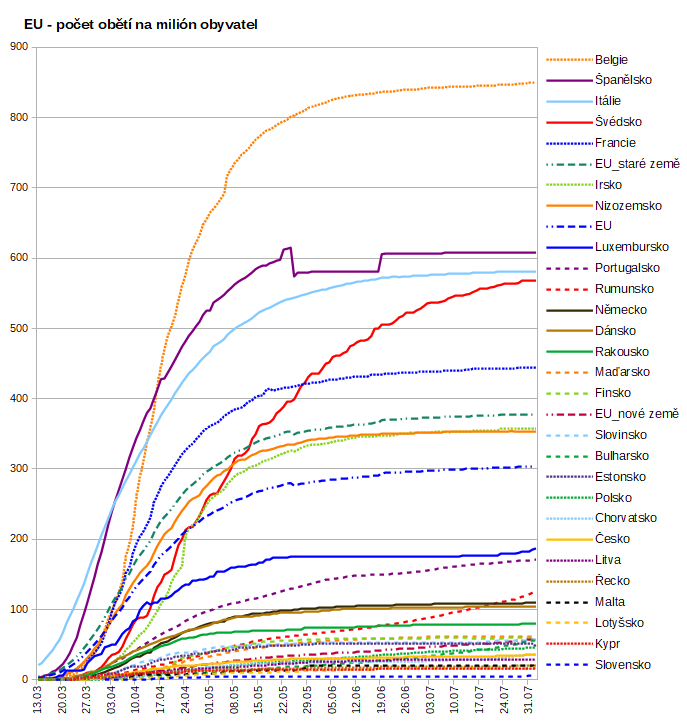 EU - počet obětí na milión obyvatel
900
800
700
600
500
400
300
200
100
0
13.03
20.03
27.03
03.04
10.04
17.04
24.04
01.05
08.05
15.05
22.05
29.05
05.06
12.06
19.06
26.06
03.07
10.07
17.07
24.07
31.07
Belgie
Španělsko
Itálie
Švédsko
Francie
EU_staré země
Irsko
Nizozemsko
EU
Luxembursko
Portugalsko
Rumunsko
Německo
Dánsko
Rakousko
Maďarsko
Finsko
EU_nové země
Slovinsko
Bulharsko
Estonsko
Polsko
Chorvatsko
Česko
Litva
Řecko
Malta
Lotyšsko
Kypr
Slovensko